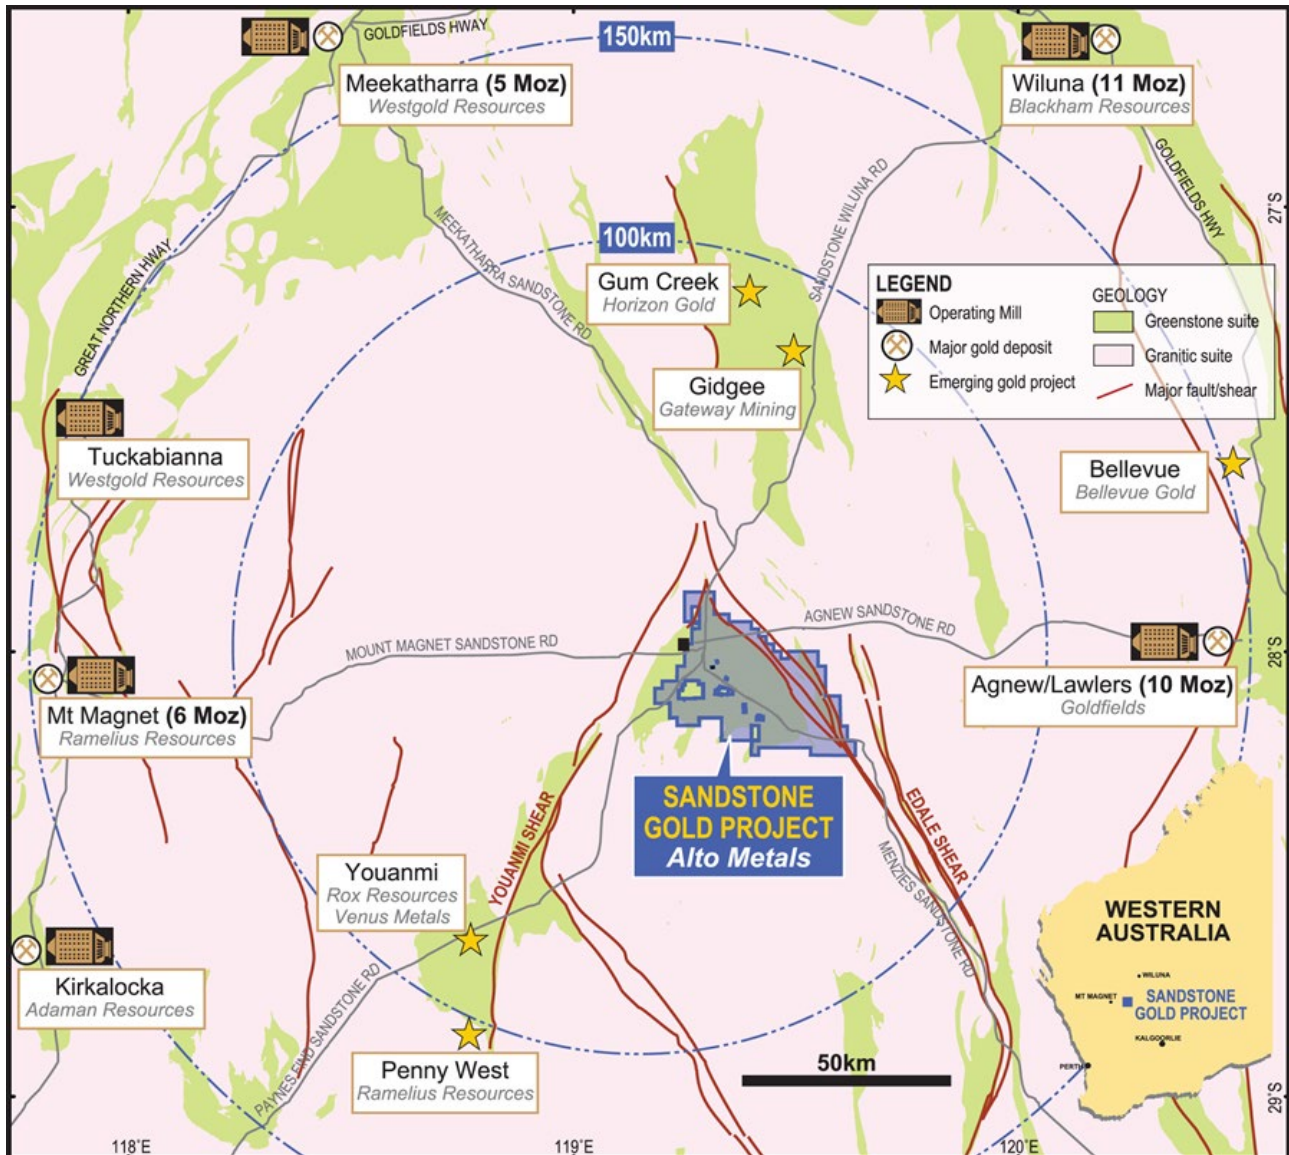 GOLDFIELDS HWAY
150km
Meekatharra (5 Moz)
Westgold Resources
Wiluna (11 Moz)
Blackham Resources
GOLDFIELDS HWY
27°S
SANDSTONE WILUNA RD
MEEKATHARRA SANDSTONE RD
100km
GREAT NORTHERN HWAY
Gum Creek
Horizon Gold
LEGEND
Operating Mill
Major gold deposit
Emerging gold project
GEOLOGY
Greenstone suite
Granitic suite
Major fault/shear
Gidgee
Gateway Mining
Tuckabianna
Westgold Resources
Bellevue
Bellevue Gold
AGNEW SANDSTONE RD
MOUNT MAGNET SANDSTONE RD
28°S
Agnew/Lawlers (10 Moz)
Goldfields
Mt Magnet (6 Moz)
Ramelius Resources
SANDSTONE
GOLD PROJECT
Alto Metals
YOUANMI SHEAR
EDALE SHEAR
MENZIES SANDSTONE RD
Youanmi
Rox Resources
Venus Metals
WESTERN
AUSTRALIA
WILUNA
MT MAGNET
SANDSTONE
GOLD PROJECT
KALGOORLIE
PERTH
Kirkalocka
Adaman Resources
PAYNES FIND SANDSTONE RD
Penny West
Ramelius Resources
50km
29°S
118°E
119°E
120°E